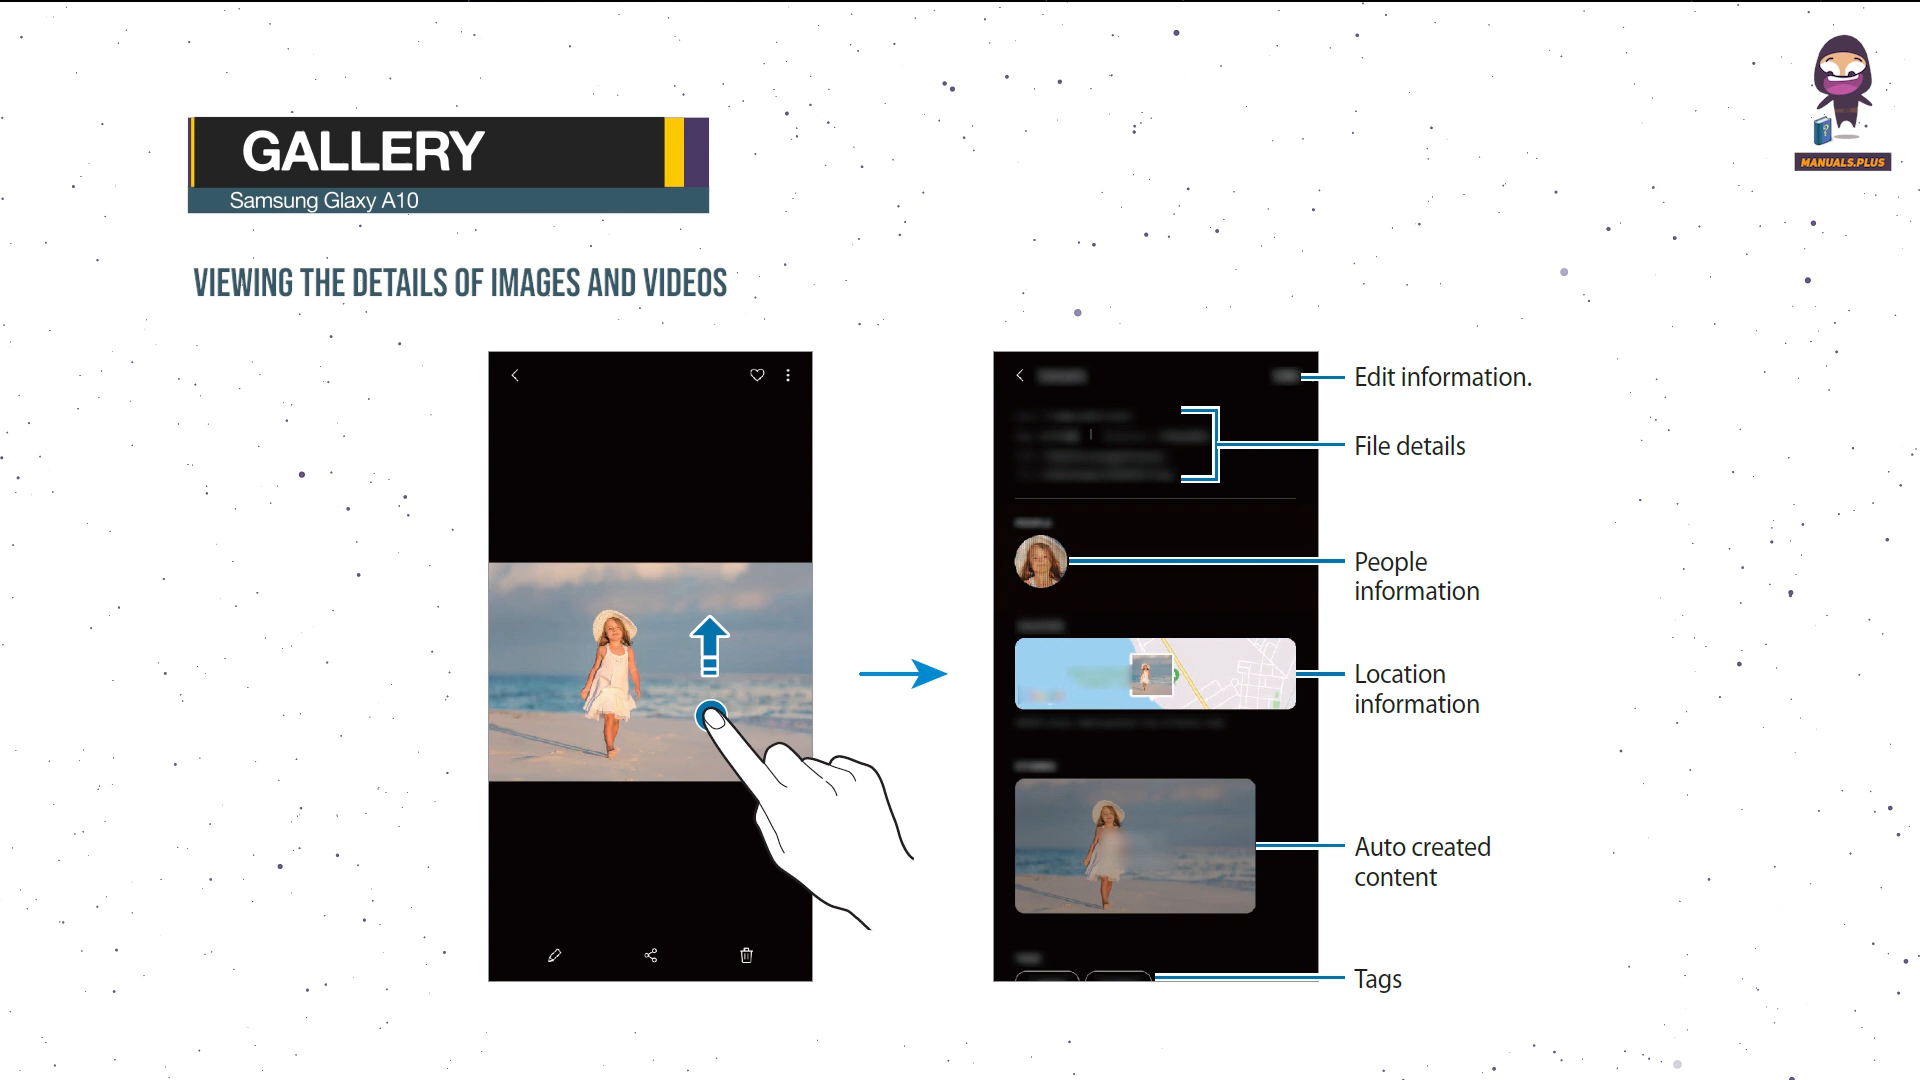 MANUALS.PLUS
GALLERY
Samsung Glaxy A10
VIEWING THE DETAILS OF IMAGES AND VIDEOS
Edit information.
File details
People
information
Location
information
Auto created
content
Tags